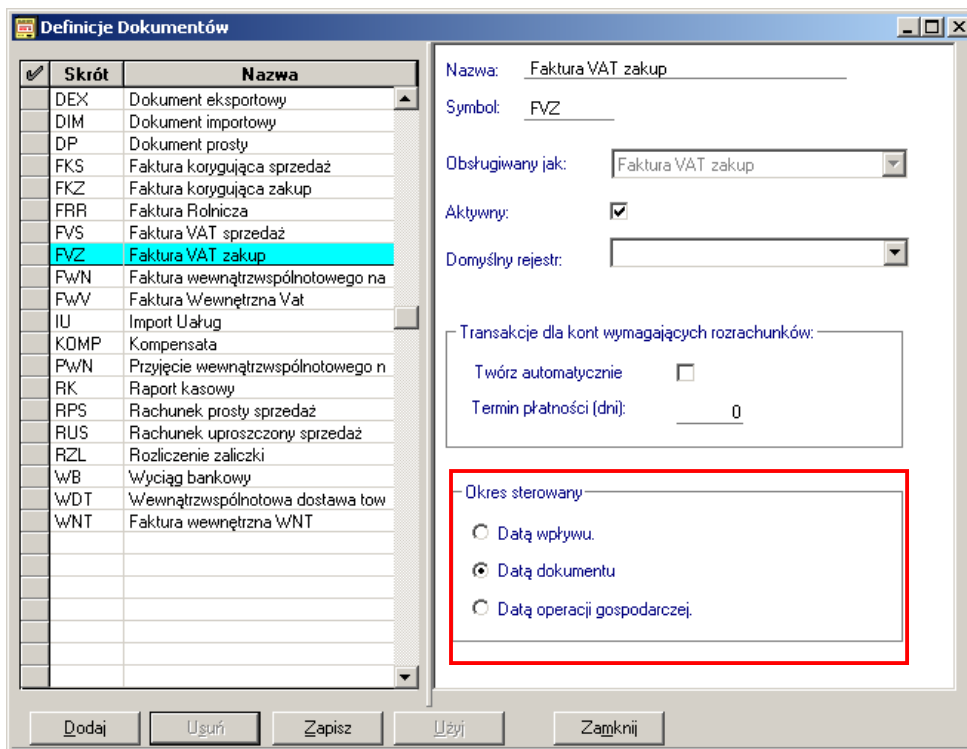 Definicje Dokumentów
Skrót Nazwa
DEX Dokument eksportowy
DIM Dokument importowy
DP Dokument prosty
FKS Faktura korygująca sprzedaż
FKZ Faktura korygująca zakup
FRR Faktura Rolnicza
FVS Faktura VAT sprzedaż
FVZ Faktura VAT zakup
FWN Faktura wewnątrzwspólnotowego na
FWV Faktura Wewnętrzna Vat
IU Import Uaług
KOMP Kompensata
PWN Przyjęcie wewnątrzwspólnotowego n
RK Raport kasowy
RPS Rachunek prosty sprzedaż
RUS Rachunek uproszczony sprzedaż
RZL Rozliczenie zaliczki
WB Wyciąg bankowy
WDT Wewnątrzwspólnotowa dostawa tow
WNT Faktura wewnętrzna WNT
Nazwa: Faktura VAT zakup
Symbol: FVZ
Obsługiwany jak: Faktura VAT zakup
Aktywny:
Domyślny rejestr:
Transakcje dla kont wymagających rozrachunków:
Twórz automatycznie
Termin płatności (dni): 0
Okres sterowany
Datą wpływu.
Datą dokumentu
Datą operacji gospodarczej.
Dodaj Usuń Zapisz Użyj Zamknij